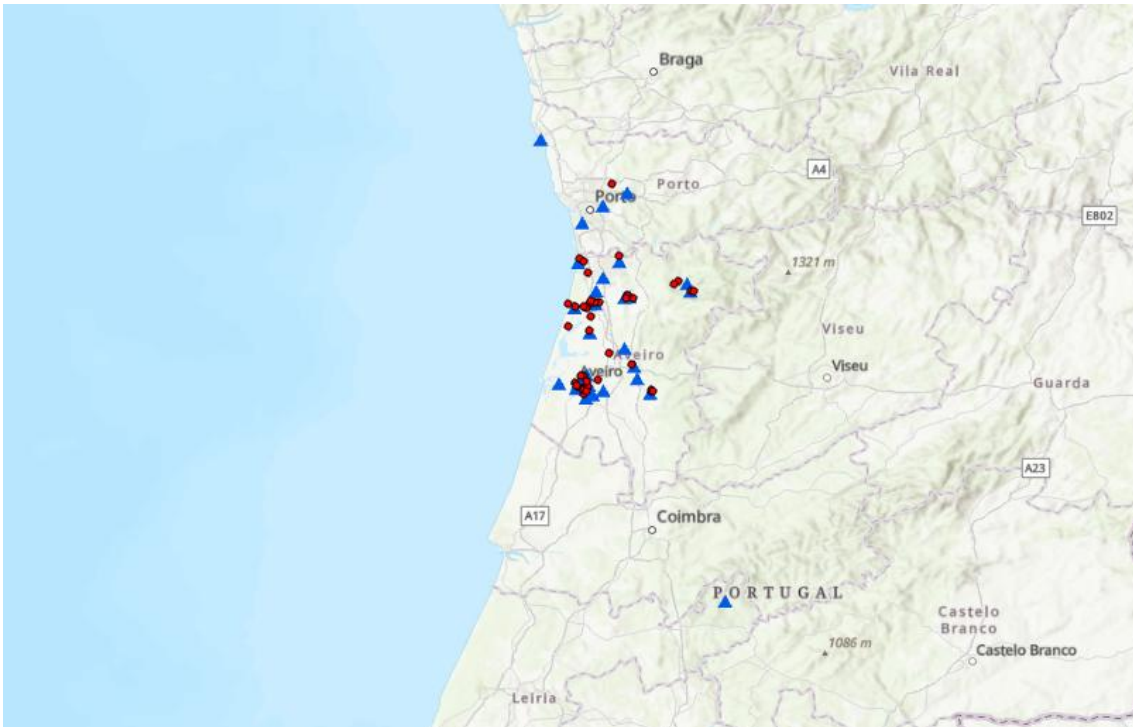 Braga
Vila Real
A4
Porto
Porto
E802
1321 m
Viseu
Aveiro
Viseu
Aveiro
Guarda
A23
A17
Coimbra
PORTUGAL
Castelo
Branco
1086 m
Castelo Branco
Leiria